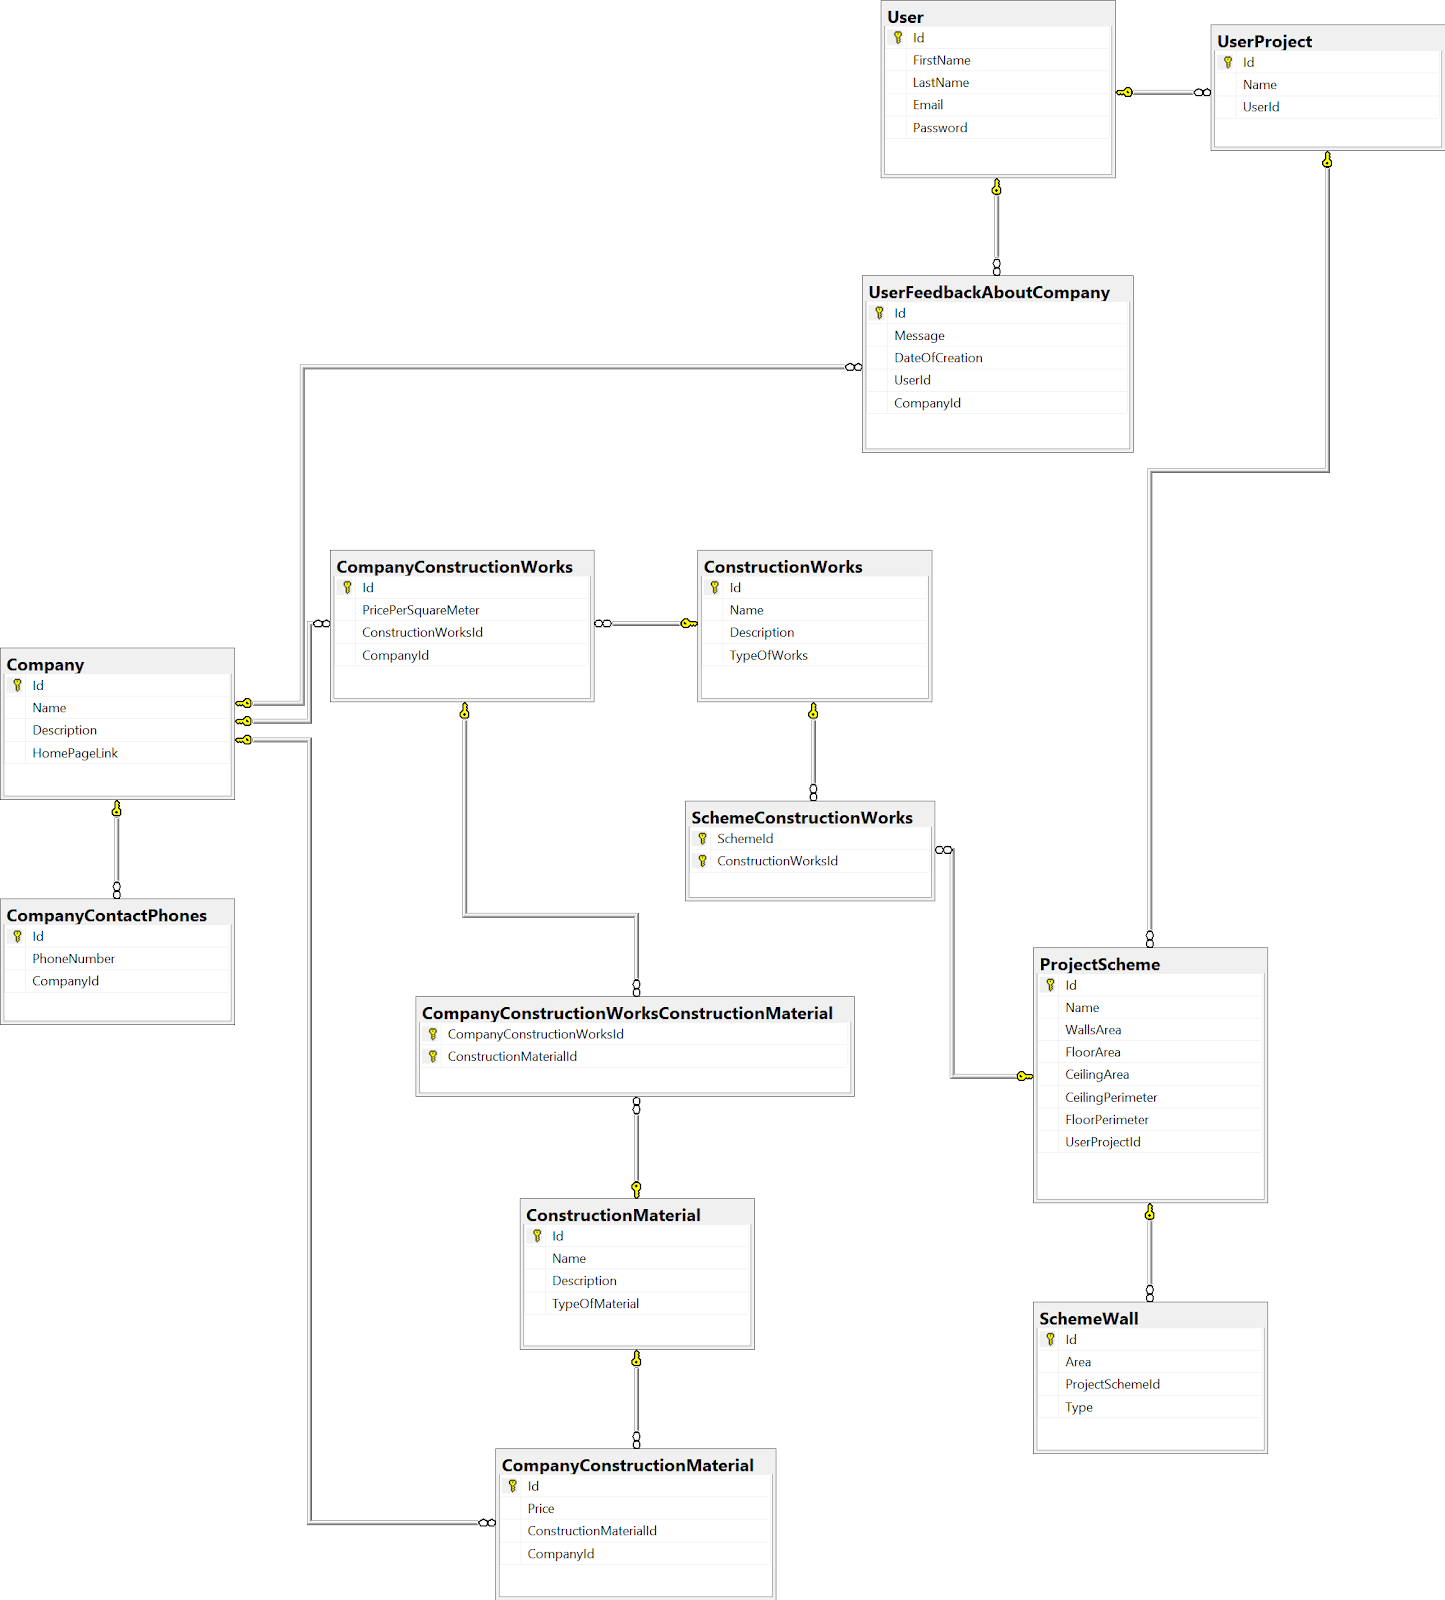 User
Id
FirstName
LastName
Email
Password
UserProject
Id
Name
UserId
UserFeedbackAboutCompany
Id
Message
DateOfCreation
UserId
CompanyId
CompanyConstructionWorks
Id
PricePerSquareMeter
ConstructionWorksId
CompanyId
ConstructionWorks
Id
Name
Description
TypeOfWorks
Company
Id
Name
Description
HomePageLink
SchemeConstructionWorks
SchemeId
ConstructionWorksId
CompanyContactPhones
Id
PhoneNumber
CompanyId
ProjectScheme
Id
Name
WallsArea
FloorArea
CeilingArea
CeilingPerimeter
FloorPerimeter
UserProjectId
CompanyConstructionWorksConstructionMaterial
CompanyConstructionWorksId
ConstructionMaterialId
ConstructionMaterial
Id
Name
Description
TypeOfMaterial
SchemeWall
Id
Area
ProjectSchemeId
Type
CompanyConstructionMaterial
Id
Price
ConstructionMaterialId
CompanyId